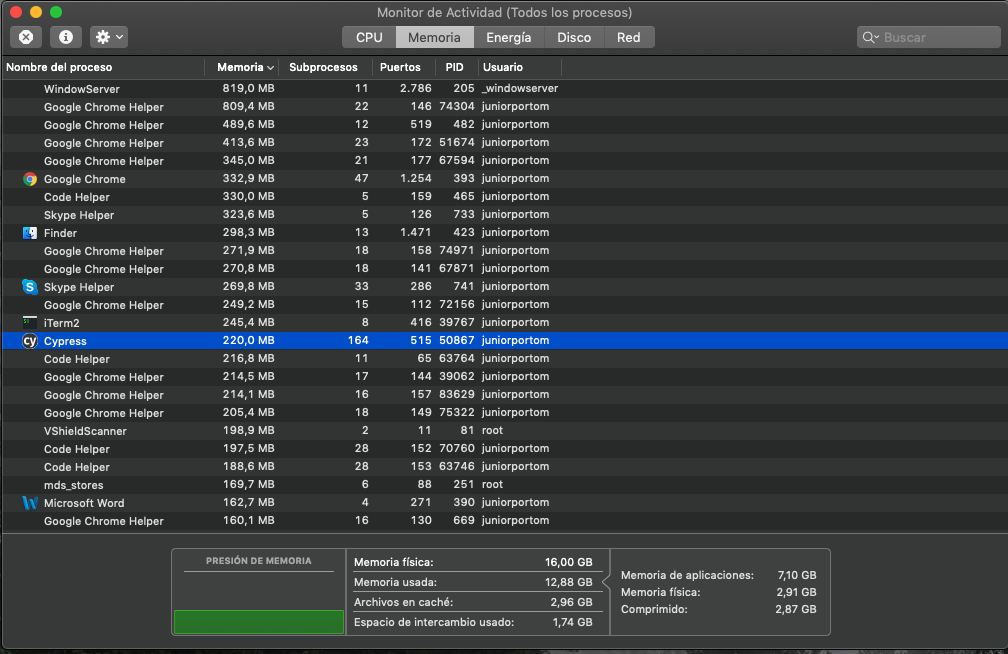 Monitor de Actividad (Todos los procesos)
CPU Memoria Energía Disco Red Buscar
Nombre del proceso Memoria Subprocesos Puertos PID Usuario
WindowServer 819,0 MB 11 2.786 205 _windowserver
Google Chrome Helper 809,4 MB 22 146 74304 juniorportom
Google Chrome Helper 489,6 MB 12 519 482 juniorportom
Google Chrome Helper 413,6 MB 23 172 51674 juniorportom
Google Chrome Helper 345,0 MB 21 177 67594 juniorportom
Google Chrome 332,9 MB 47 1.254 393 juniorportom
Code Helper 330,0 MB 5 159 465 juniorportom
Skype Helper 323,6 MB 5 126 733 juniorportom
Finder 298,3 MB 13 1.471 423 juniorportom
Google Chrome Helper 271,9 MB 18 158 74971 juniorportom
Google Chrome Helper 270,8 MB 18 141 67871 juniorportom
Skype Helper 269,8 MB 33 286 741 juniorportom
Google Chrome Helper 249,2 MB 15 112 72156 juniorportom
iTerm2 245,4 MB 8 416 39767 juniorportom
cy Cypress 220,0 MB 164 515 50867 juniorportom
Code Helper 216,8 MB 11 65 63764 juniorportom
Google Chrome Helper 214,5 MB 17 144 39062 juniorportom
Google Chrome Helper 214,1 MB 16 157 83629 juniorportom
Google Chrome Helper 205,4 MB 18 149 75322 juniorportom
VShieldScanner 198,9 MB 2 11 81 root
Code Helper 197,5 MB 28 152 70760 juniorportom
Code Helper 188,6 MB 28 153 63746 juniorportom
mds_stores 169,7 MB 6 88 251 root
Microsoft Word 162,7 MB 4 271 390 juniorportom
Google Chrome Helper 160,1 MB 16 130 669 juniorportom
PRESIÓN DE MEMORIA
Memoria física: 16,00 GB
Memoria usada: 12,88 GB
Archivos en caché: 2,96 GB
Espacio de intercambio usado: 1,74 GB
Memoria de aplicaciones: 7,10 GB
Memoria física: 2,91 GB
Comprimido: 2,87 GB